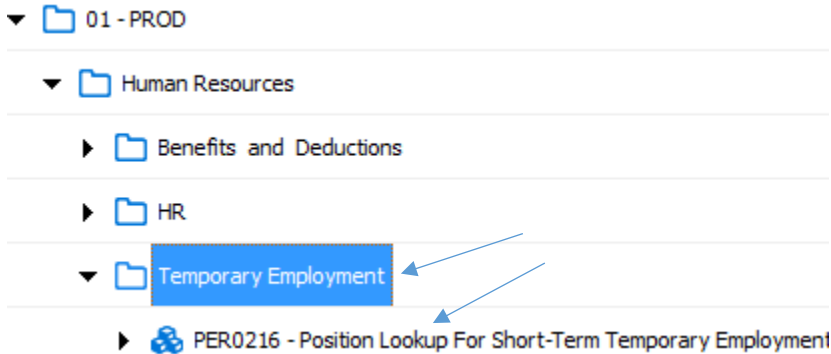 01 - PROD
Human Resources
Benefits and Deductions
HR
Temporary Employment
PER0216 - Position Lookup For Short-Term Temporary Employment